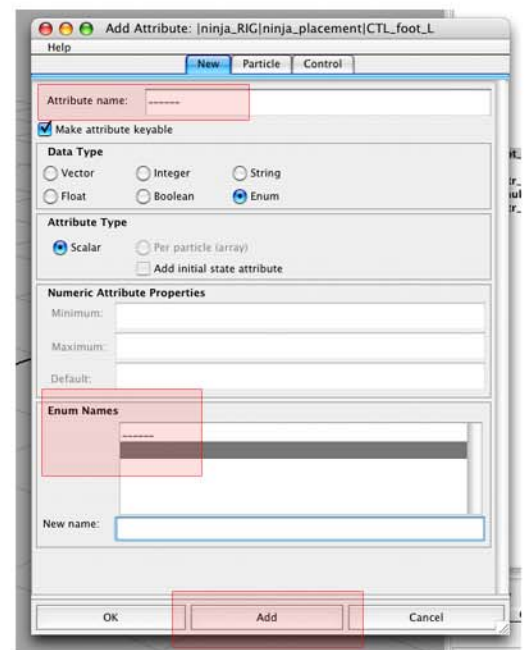 Add Attribute: |ninja_RIG|ninja_placement|CTL_foot_L
Help
New Particle Control
Attribute name: ------
Make attribute keyable
Data Type
Vector Integer String
Float Boolean Enum
Attribute Type
Scalar Per particle (array)
Add initial state attribute
Numeric Attribute Properties
Minimum:
Maximum:
Default:
Enum Names
------
New name:
OK Add Cancel